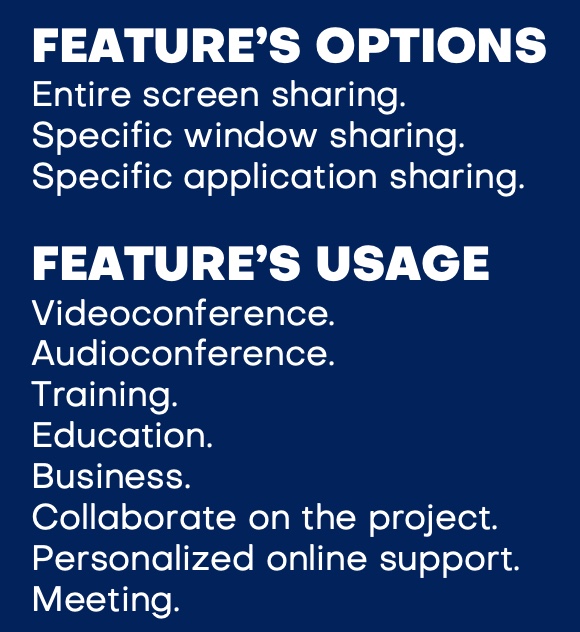 FEATURE’S OPTIONS
Entire screen sharing.
Specific window sharing.
Specific application sharing.
FEATURE’S USAGE
Videoconference.
Audioconference.
Training.
Education.
Business.
Collaborate on the project.
Personalized online support.
Meeting.